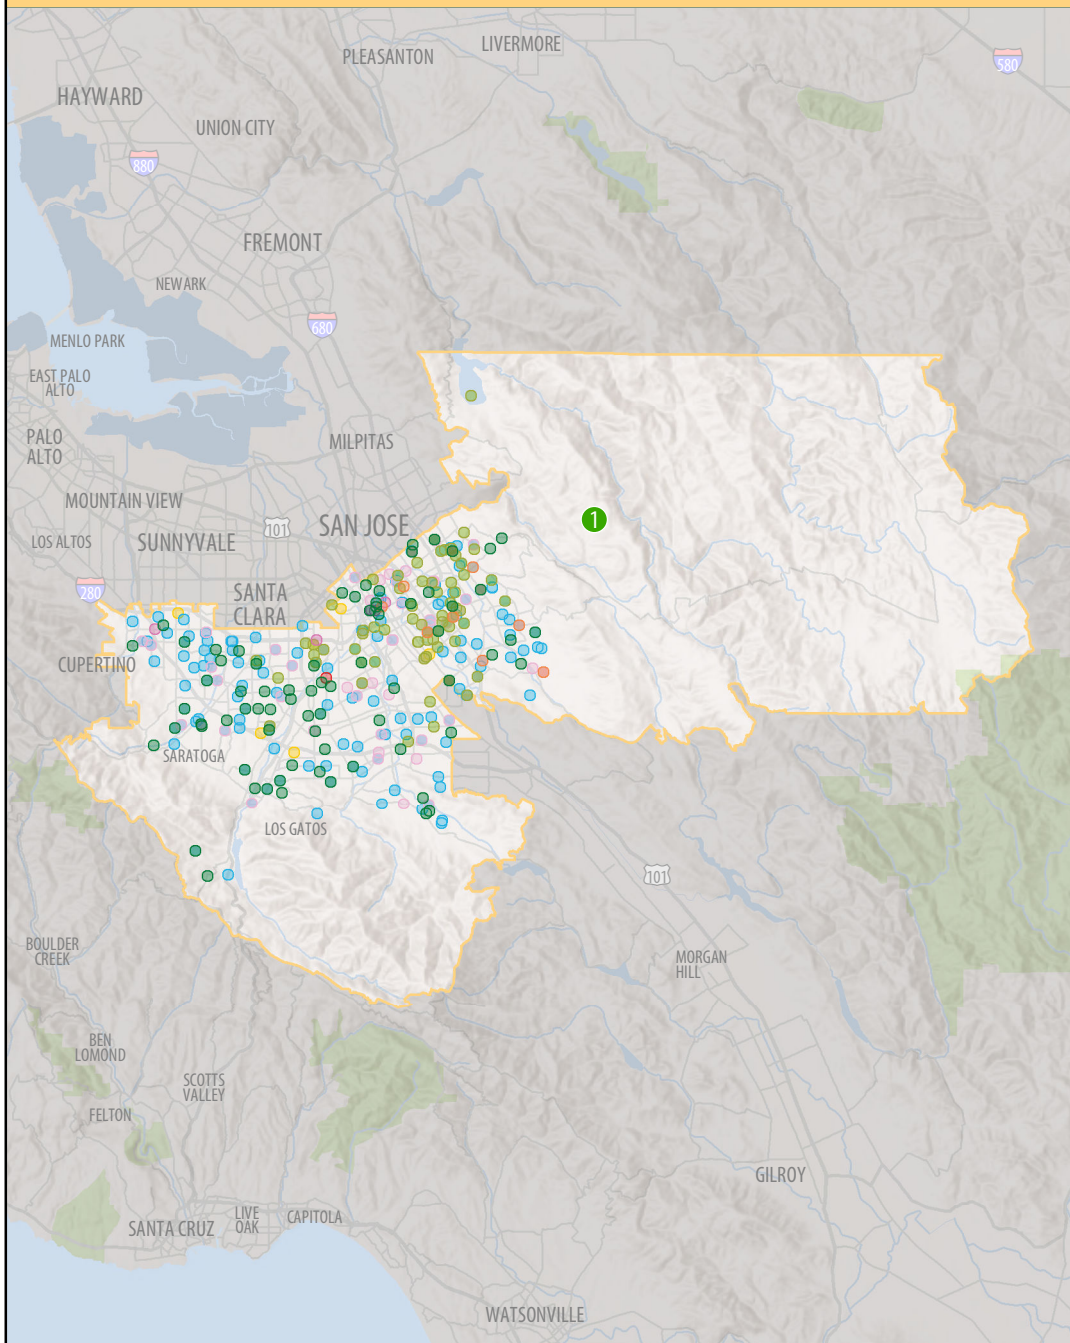 LIVERMORE
PLEASANTON
580
HAYWARD
UNION CITY
880
FREMONT
NEWARK
680
MENLO PARK
EAST PALO
ALTO
PALO
ALTO
MILPITAS
MOUNTAIN VIEW
101
SAN JOSE
1
LOS ALTOS
SUNNYVALE
280
SANTA
CLARA
CUPERTINO
SARATOGA
LOS GATOS
101
BOULDER
CREEK
MORGAN
HILL
BEN
LOMOND
SCOTTS
VALLEY
FELTON
GILROY
SANTA CRUZ
LIVE
OAK
CAPITOLA
WATSONVILLE